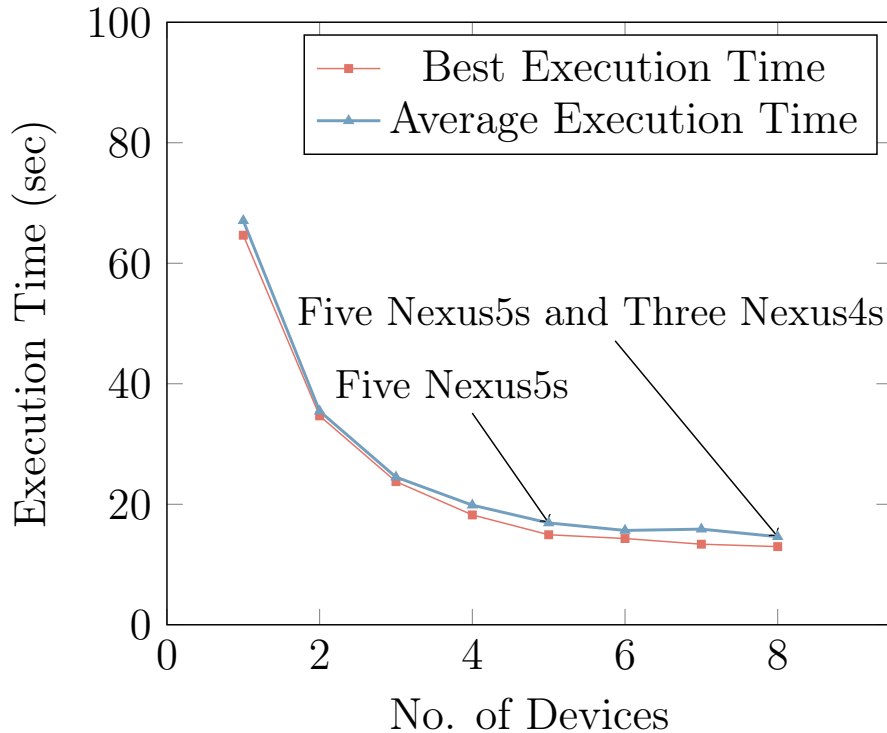 100
80
60
40
20
0
Execution Time (sec)
Best Execution Time
Average Execution Time
Five Nexus5s and Three Nexus4s
Five Nexus5s
0 2 4 6 8
No. of Devices